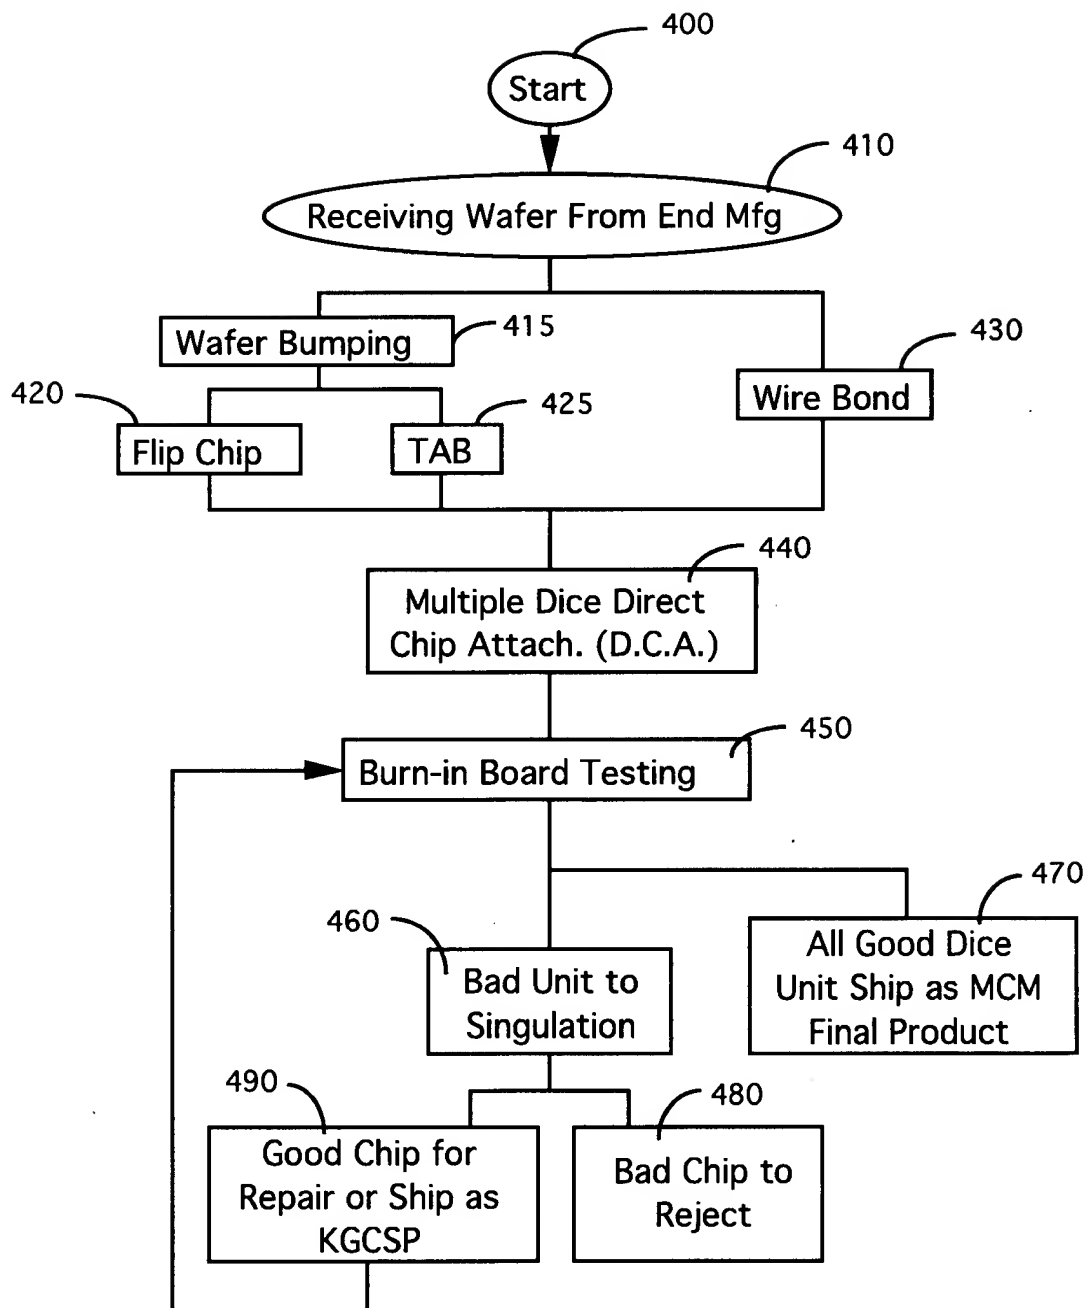 400
Start
410
Receiving Wafer From End Mfg
415
Wafer Bumping
430
Wire Bond
420
425
Flip Chip
TAB
440
Multiple Dice Direct
Chip Attach. (D.C.A.)
450
Burn-in Board Testing
470
All Good Dice
Unit Ship as MCM
Final Product
460
Bad Unit to
Singulation
490
480
Good Chip for
Repair or Ship as
KGCSP
Bad Chip to
Reject